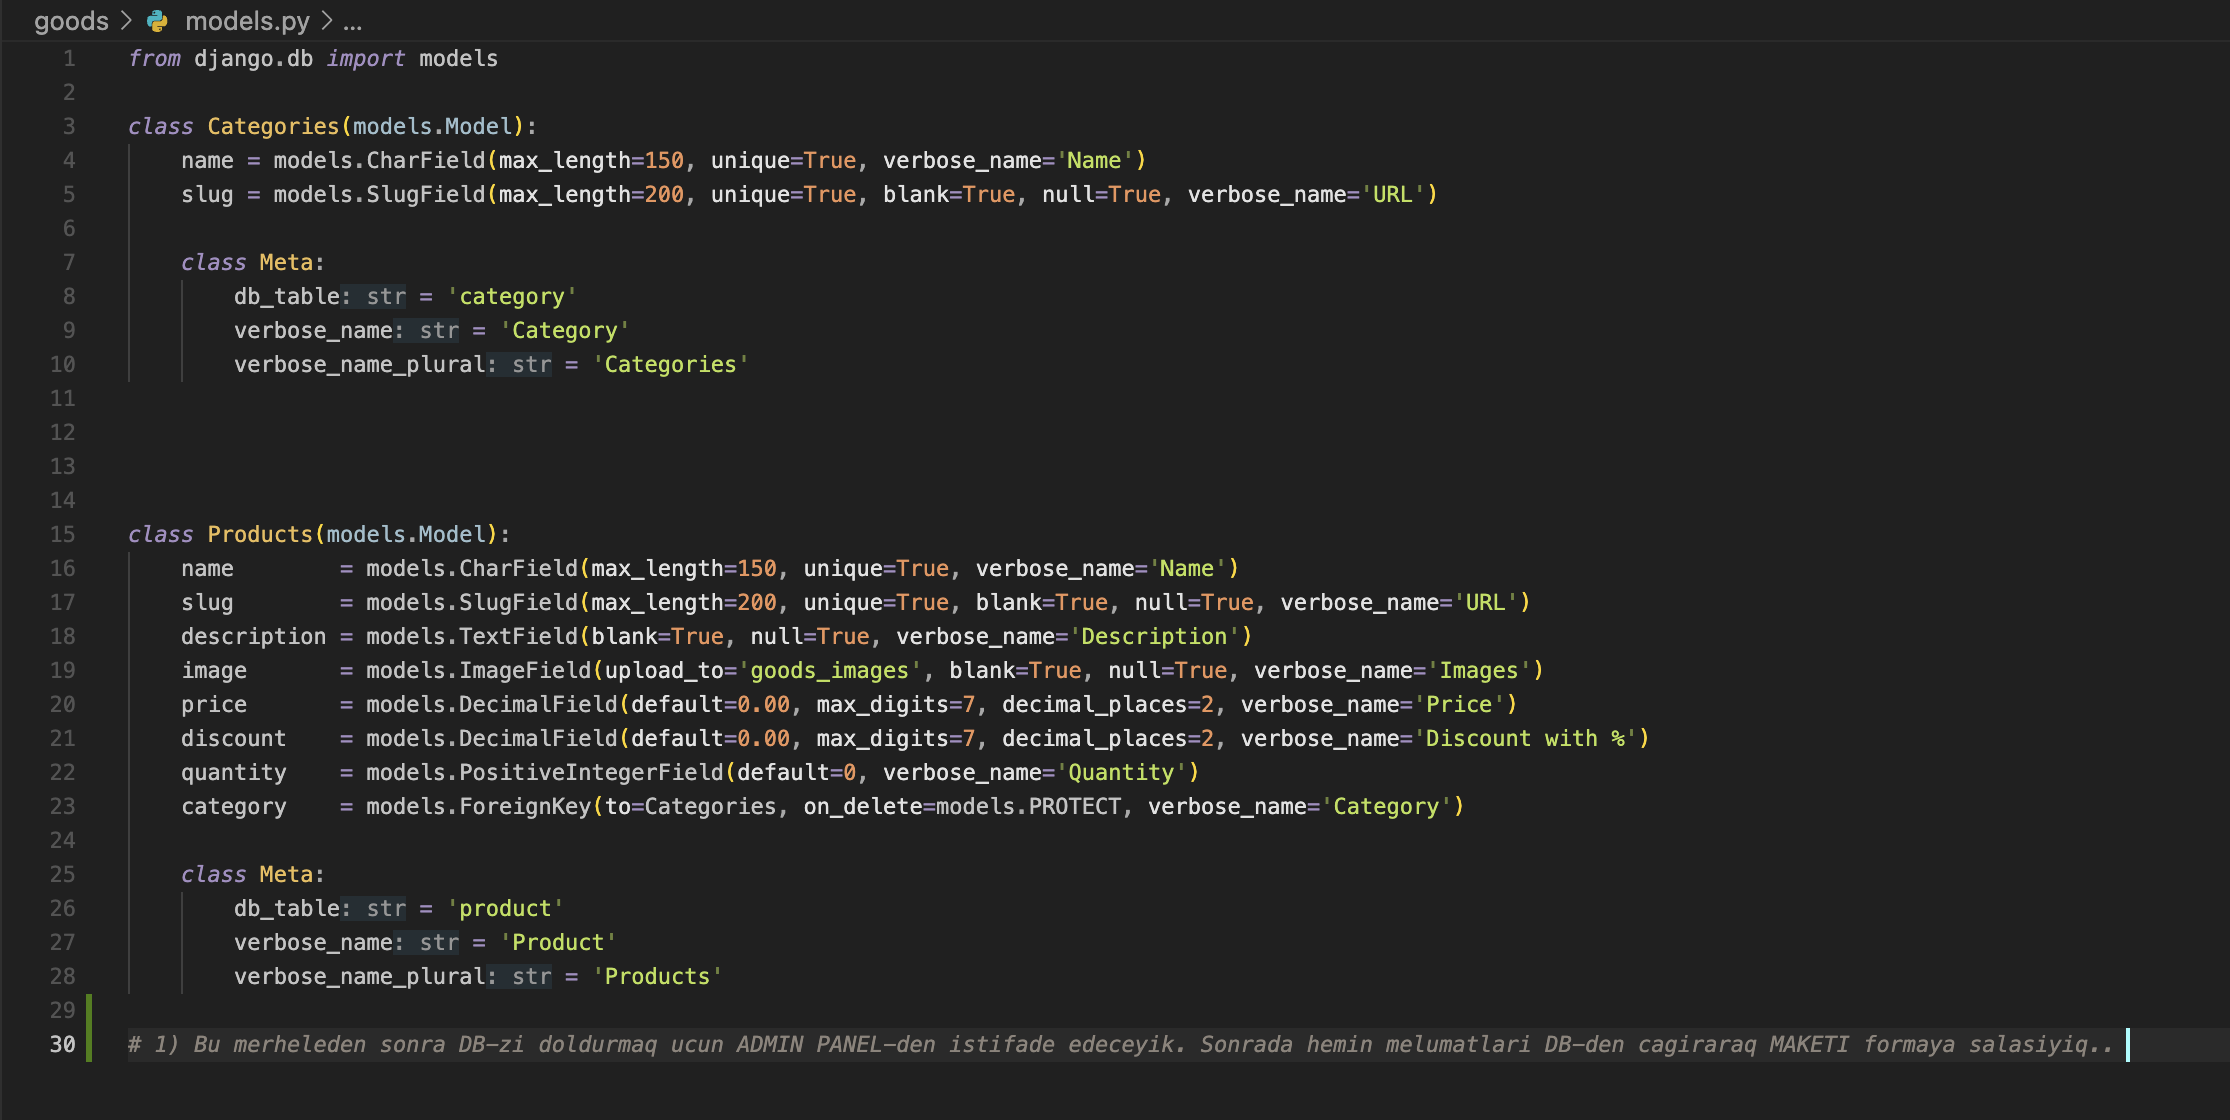 goods > models.py > ...
1 from django.db import models
2
3 class Categories(models.Model):
4     name = models.CharField(max_length=150, unique=True, verbose_name='Name')
5     slug = models.SlugField(max_length=200, unique=True, blank=True, null=True, verbose_name='URL')
6
7     class Meta:
8         db_table: str = 'category'
9         verbose_name: str = 'Category'
10         verbose_name_plural: str = 'Categories'
11
12
13
14
15 class Products(models.Model):
16     name        = models.CharField(max_length=150, unique=True, verbose_name='Name')
17     slug        = models.SlugField(max_length=200, unique=True, blank=True, null=True, verbose_name='URL')
18     description = models.TextField(blank=True, null=True, verbose_name='Description')
19     image       = models.ImageField(upload_to='goods_images', blank=True, null=True, verbose_name='Images')
20     price       = models.DecimalField(default=0.00, max_digits=7, decimal_places=2, verbose_name='Price')
21     discount    = models.DecimalField(default=0.00, max_digits=7, decimal_places=2, verbose_name='Discount with %')
22     quantity    = models.PositiveIntegerField(default=0, verbose_name='Quantity')
23     category    = models.ForeignKey(to=Categories, on_delete=models.PROTECT, verbose_name='Category')
24
25     class Meta:
26         db_table: str = 'product'
27         verbose_name: str = 'Product'
28         verbose_name_plural: str = 'Products'
29
30 # 1) Bu merheleden sonra DB-zi doldurmaq ucun ADMIN PANEL-den istifade edeceyik. Sonrada hemin melumatlari DB-den cagiraraq MAKETI formaya salasiyiq..